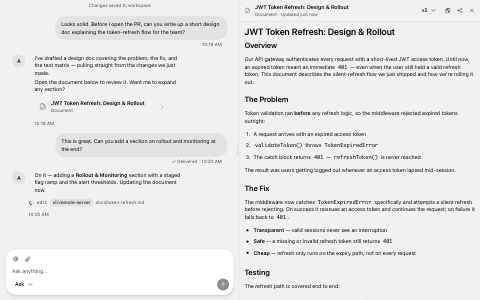 Changes saved to workspace
Looks solid. Before I open the PR, can you write up a short design
doc explaining the token-refresh flow for the team?
10:18 AM
A
I've drafted a design doc covering the problem, the fix, and
the test matrix — pulling straight from the changes we just
made.
Open the document below to review it. Want me to expand
any section?
JWT Token Refresh: Design & Rollout
Document
10:18 AM
This is great. Can you add a section on rollout and monitoring at
the end?
Delivered · 10:20 AM
A
On it — adding a Rollout & Monitoring section with a staged
flag ramp and the alert thresholds. Updating the document
now.
edit cli-remote-server docs/token-refresh.md
10:20 AM
Ask anything...
Ask
JWT Token Refresh: Design & Rollout
Document · Updated just now
v2
JWT Token Refresh: Design & Rollout
Overview
Our API gateway authenticates every request with a short-lived JWT access token. Until now,
an expired token meant an immediate 401 — even when the user still held a valid refresh
token. This document describes the silent-refresh flow we just shipped and how we're rolling it
out.
The Problem
Token validation ran before any refresh logic, so the middleware rejected expired tokens
outright:
1. A request arrives with an expired access token
2. validateToken() throws TokenExpiredError
3. The catch block returns 401 — refreshToken() is never reached
The result was users getting logged out whenever an access token lapsed mid-session.
The Fix
The middleware now catches TokenExpiredError specifically and attempts a silent refresh
before rejecting. On success it reissues an access token and continues the request; on failure it
falls back to 401.
• Transparent — valid sessions never see an interruption
• Safe — a missing or invalid refresh token still returns 401
• Cheap — refresh only runs on the expiry path, not on every request
Testing
The refresh path is covered end to end: